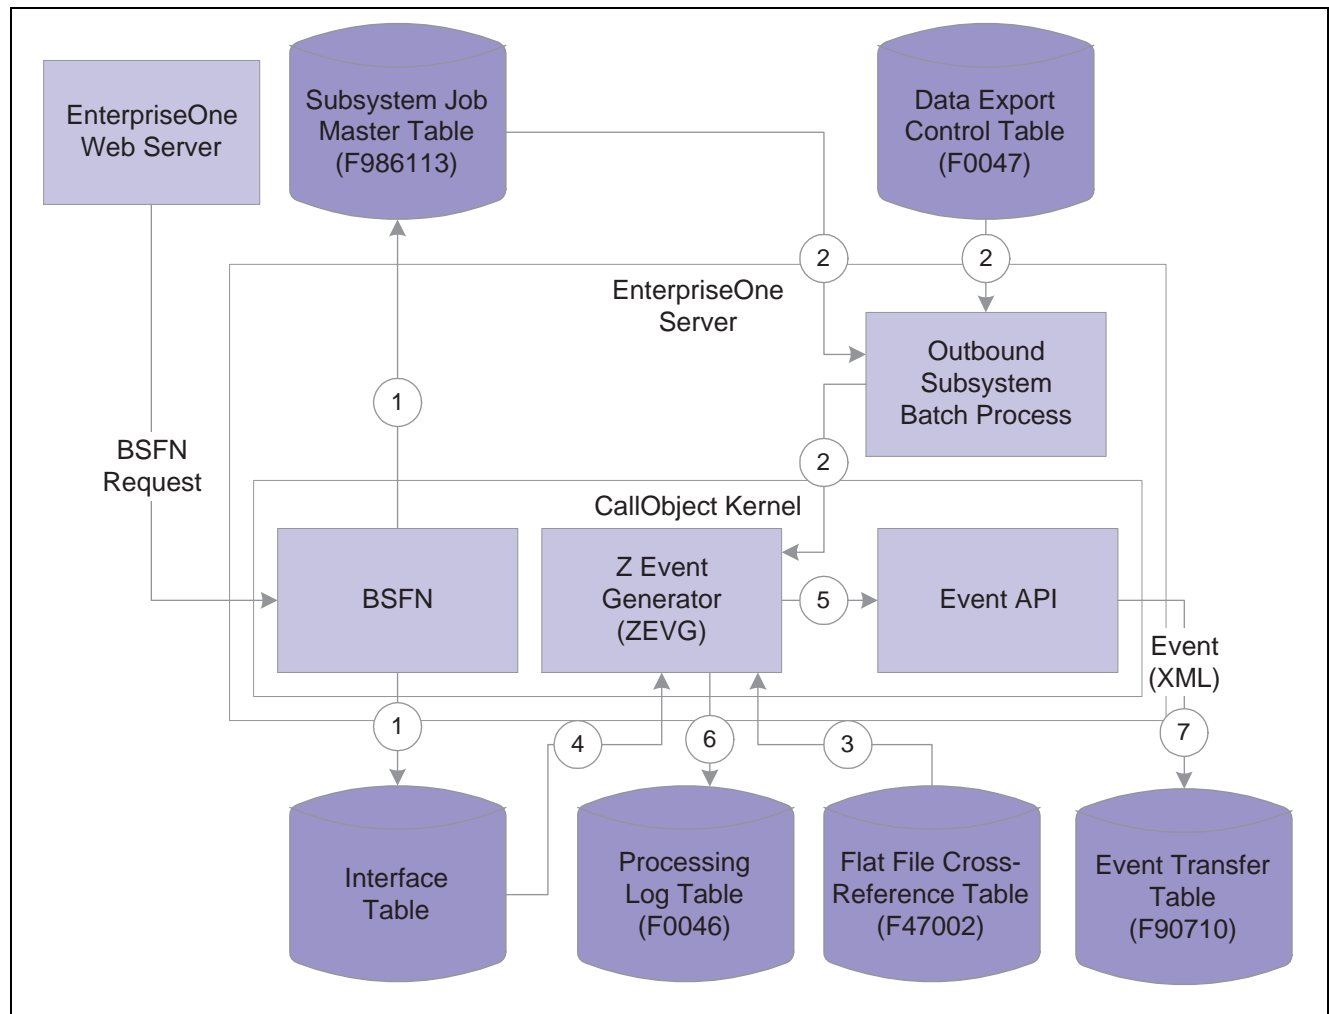 EnterpriseOne
Web Server
Subsystem Job
Master Table
(F986113)
Data Export
Control Table
(F0047)
2
2
EnterpriseOne
Server
Outbound
Subsystem
Batch Process
1
2
BSFN
Request
CallObject Kernel
BSFN
Z Event
Generator
(ZEVG)
5
Event API
Event
(XML)
1
4
6
3
7
Interface
Table
Processing
Log Table
(F0046)
Flat File Cross-
Reference Table
(F47002)
Event Transfer
Table
(F90710)